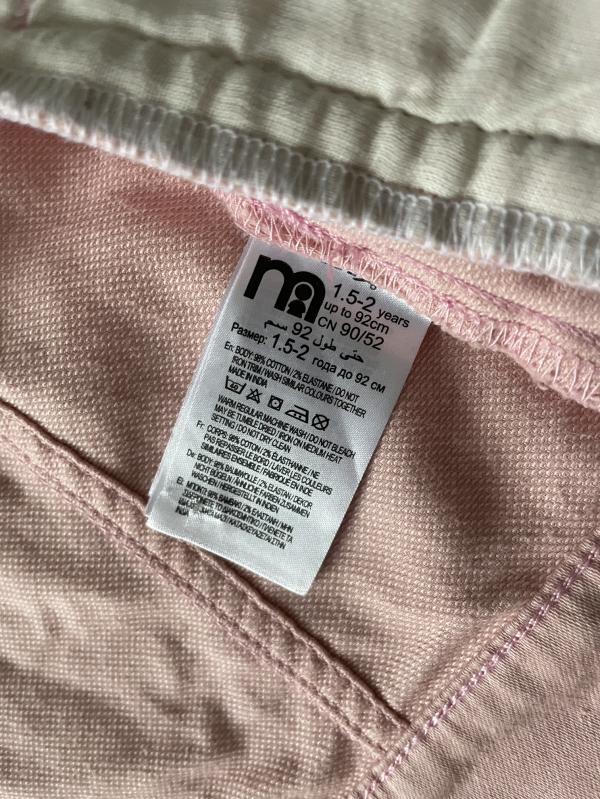 m
1.5-2 years
up to 92cm
CN 90/52
حتى طول 92 سم
Размер: 1.5-2 года до 92 см
En: BODY: 98% COTTON / 2% ELASTANE / DO NOT
IRON TRIM / WASH SIMILAR COLOURS TOGETHER
MADE IN INDIA
40
WARM REGULAR MACHINE WASH / DO NOT BLEACH
MAY BE TUMBLE DRIED / IRON ON MEDIUM HEAT
SETTING / DO NOT DRY CLEAN
Fr: CORPS: 98% COTON / 2% ELASTHANNE / NE
PAS REPASSER LE BORD / LAVER LES COULEURS
SIMILAIRES ENSEMBLE / FABRIQUÉ EN INDE
De: BODY: 98% BAUMWOLLE / 2% ELASTAN / DEKOR
NICHT BÜGELN / ÄHNLICHE FARBEN ZUSAMMEN
WASCHEN / HERGESTELLT IN INDIEN